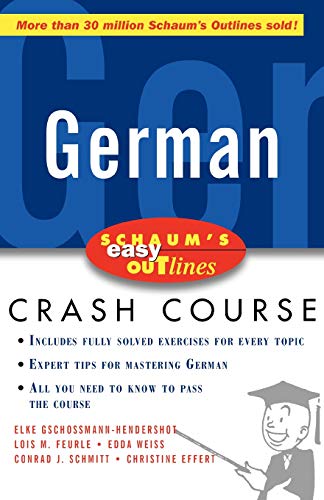 More than 30 million Schaum's Outlines sold!
Ger
German
SCHAUM'S
easy
OUTlines
CRASH COURSE
• INCLUDES FULLY SOLVED EXERCISES FOR EVERY TOPIC
• EXPERT TIPS FOR MASTERING GERMAN
• ALL YOU NEED TO KNOW TO PASS
THE COURSE
ELKE GSCHOSSMANN-HENDERSHOT
LOIS M. FEURLE • EDDA WEISS
CONRAD J. SCHMITT • CHRISTINE EFFERT